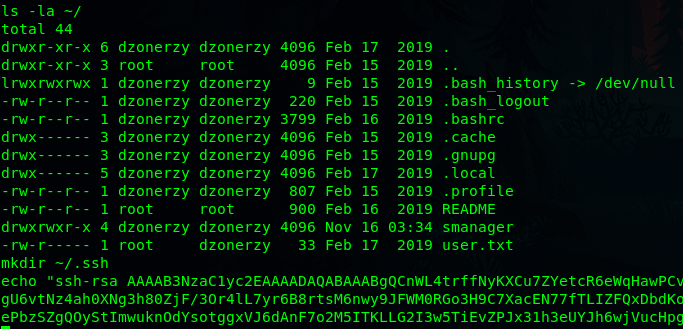 ls -la ~/
total 44
drwxr-xr-x 6 dzonerzy dzonerzy 4096 Feb 17  2019 .
drwxr-xr-x 3 root     root     4096 Feb 15  2019 ..
lrwxrwxrwx 1 dzonerzy dzonerzy    9 Feb 15  2019 .bash_history -> /dev/null
-rw-r--r-- 1 dzonerzy dzonerzy  220 Feb 15  2019 .bash_logout
-rw-r--r-- 1 dzonerzy dzonerzy 3799 Feb 16  2019 .bashrc
drwx------ 3 dzonerzy dzonerzy 4096 Feb 15  2019 .cache
drwx------ 3 dzonerzy dzonerzy 4096 Feb 15  2019 .gnupg
drwx------ 5 dzonerzy dzonerzy 4096 Feb 17  2019 .local
-rw-r--r-- 1 dzonerzy dzonerzy  807 Feb 15  2019 .profile
-rw-r--r-- 1 root     root      900 Feb 16  2019 README
drwxrwxr-x 4 dzonerzy dzonerzy 4096 Nov 16 03:34 smanager
-rw-r----- 1 root     dzonerzy   33 Feb 17  2019 user.txt
mkdir ~/.ssh
echo "ssh-rsa AAAAB3NzaC1yc2EAAAADAQABAAABgQCnWL4trffNyKXCu7ZYetcR6eWqHawPCv
gU6vtNz4ah0XNg3h80ZjF/3Or4lL7yr6B8rtsM6nwy9JFWM0RGo3H9C7XacEN77fTLIZFQxDbdKo
ePbzSZgQOyStImwuknOdYsotggxVJ6dAnF7o2M5ITKLLG2I3w5TiEvZPJx31h3eUYJh6wjVucHpg